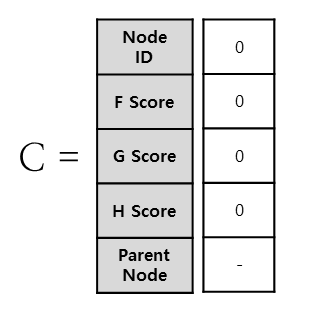 C =
Node
ID
0
F Score
0
G Score
0
H Score
0
Parent
Node
-